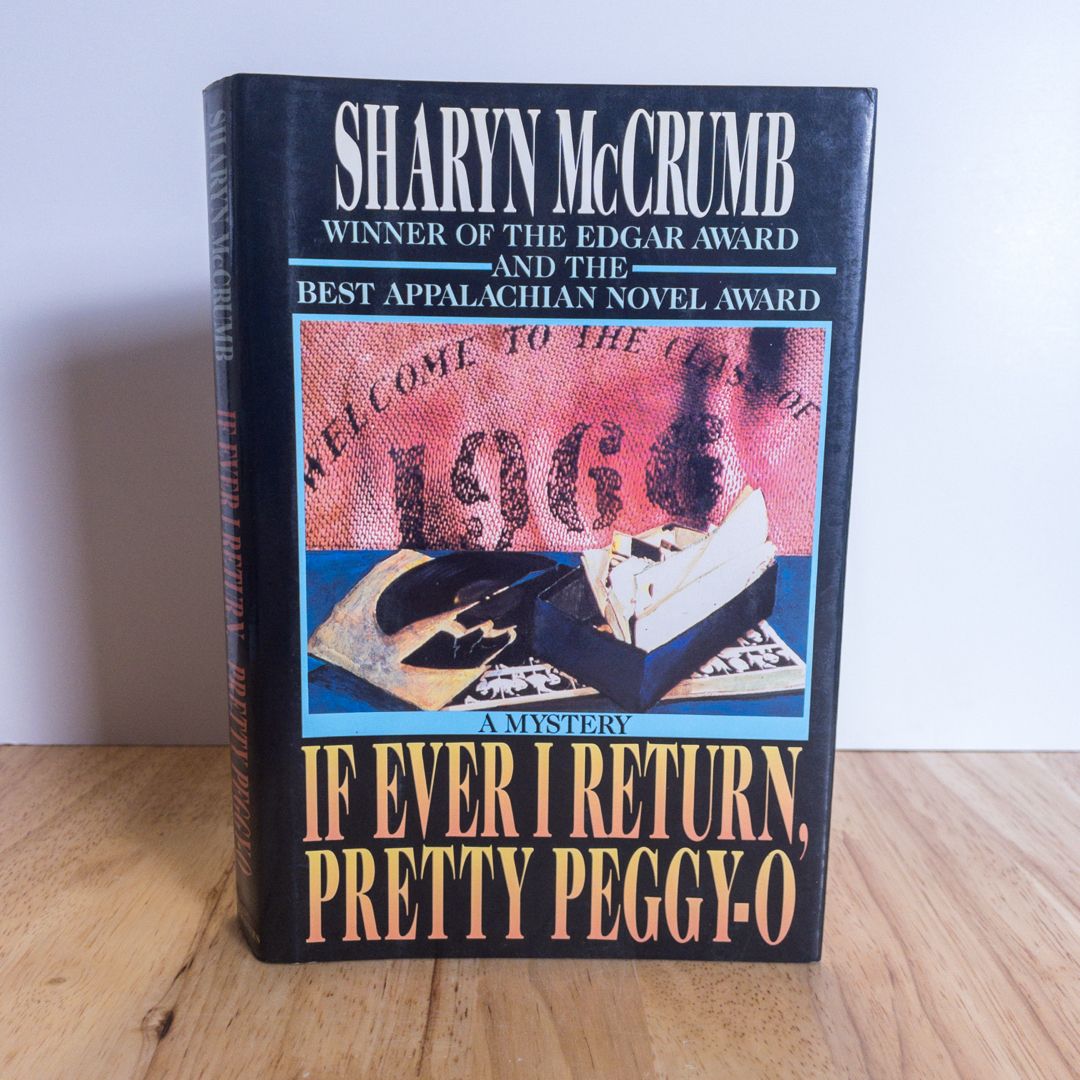 SHARYN McCRUMB
WINNER OF THE EDGAR AWARD
AND THE
BEST APPALACHIAN NOVEL AWARD
WELCOME TO THE CLASS OF
1966
A MYSTERY
IF EVER I RETURN,
PRETTY PEGGY-O
SHARYN McCRUMB IF EVER I RETURN, PRETTY PEGGY-O